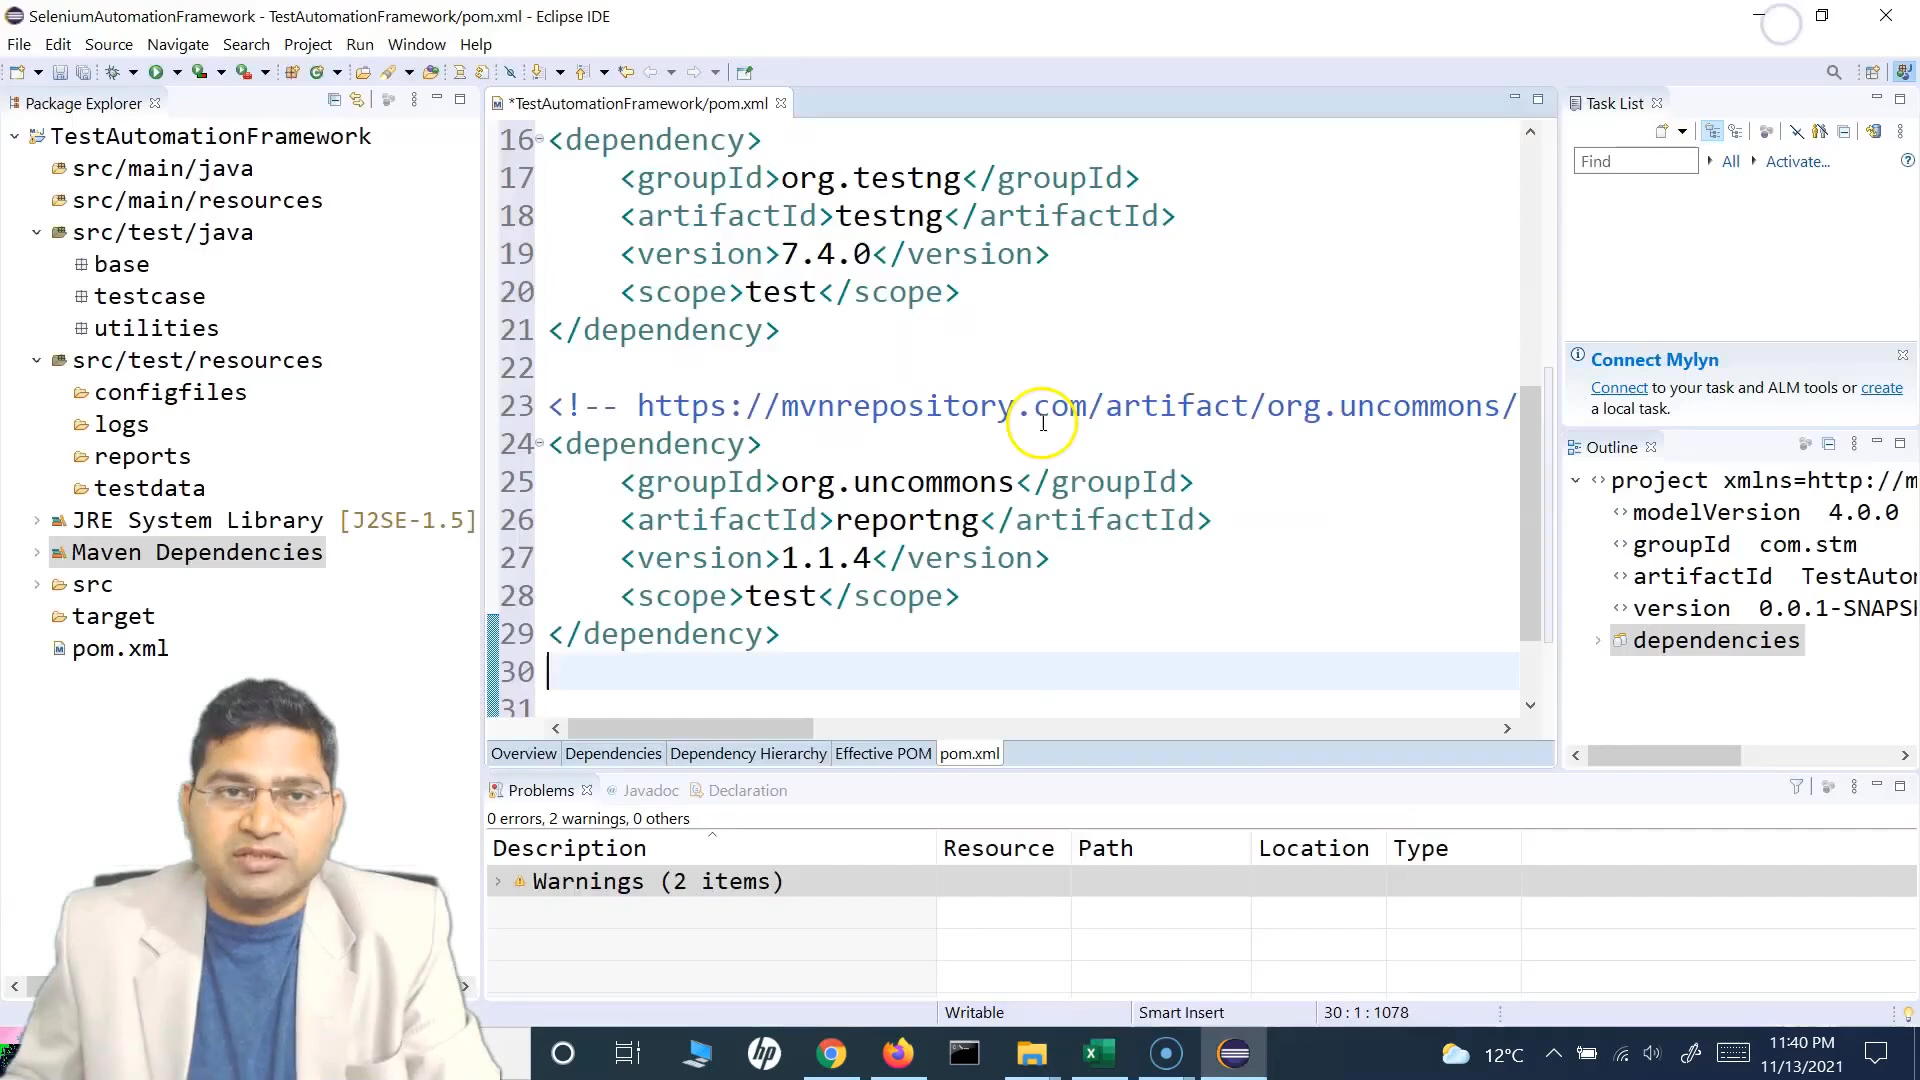 SeleniumAutomationFramework - TestAutomationFramework/pom.xml - Eclipse IDE
File Edit Source Navigate Search Project Run Window Help
Package Explorer
TestAutomationFramework
src/main/java
src/main/resources
src/test/java
base
testcase
utilities
src/test/resources
configfiles
logs
reports
testdata
JRE System Library [J2SE-1.5]
Maven Dependencies
src
target
pom.xml
*TestAutomationFramework/pom.xml
16 <dependency>
17 <groupId>org.testng</groupId>
18 <artifactId>testng</artifactId>
19 <version>7.4.0</version>
20 <scope>test</scope>
21 </dependency>
22
23 <!-- https://mvnrepository.com/artifact/org.uncommons/
24 <dependency>
25 <groupId>org.uncommons</groupId>
26 <artifactId>reportng</artifactId>
27 <version>1.1.4</version>
28 <scope>test</scope>
29 </dependency>
30
31
Overview Dependencies Dependency Hierarchy Effective POM pom.xml
Task List
Find All Activate...
Connect Mylyn
Connect to your task and ALM tools or create
a local task.
Outline
project xmlns=http://m
modelVersion 4.0.0
groupId com.stm
artifactId TestAuto
version 0.0.1-SNAPS
dependencies
Problems @ Javadoc Declaration
0 errors, 2 warnings, 0 others
Description Resource Path Location Type
Warnings (2 items)
Writable Smart Insert 30 : 1 : 1078
hp
12°C
11:40 PM
11/13/2021